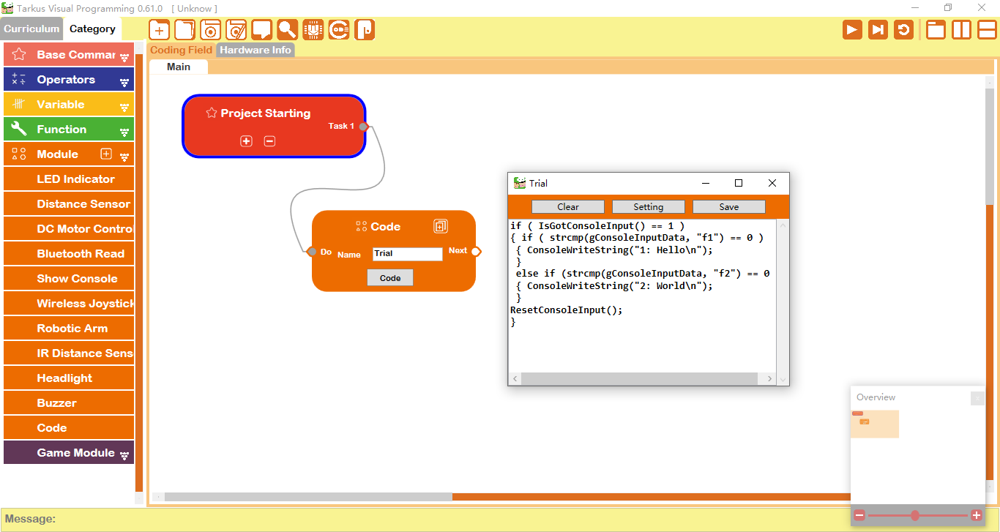 Tarkus Visual Programming 0.61.0 [ Unknow ]
Curriculum
Category
Coding Field
Hardware Info
Main
Base Commar
Operators
Variable
Function
Module
LED Indicator
Distance Sensor
DC Motor Control
Bluetooth Read
Show Console
Wireless Joystick
Robotic Arm
IR Distance Sens
Headlight
Buzzer
Code
Game Module
Project Starting
Task 1
Code
Do
Name
Trial
Next
Code
Trial
Clear
Setting
Save
if ( IsGotConsoleInput() == 1 )
{ if ( strcmp(gConsoleInputData, "f1") == 0 )
{ ConsoleWriteString("1: Hello\n");
}
else if (strcmp(gConsoleInputData, "f2") == 0
{ ConsoleWriteString("2: World\n");
}
ResetConsoleInput();
}
Overview
Message: